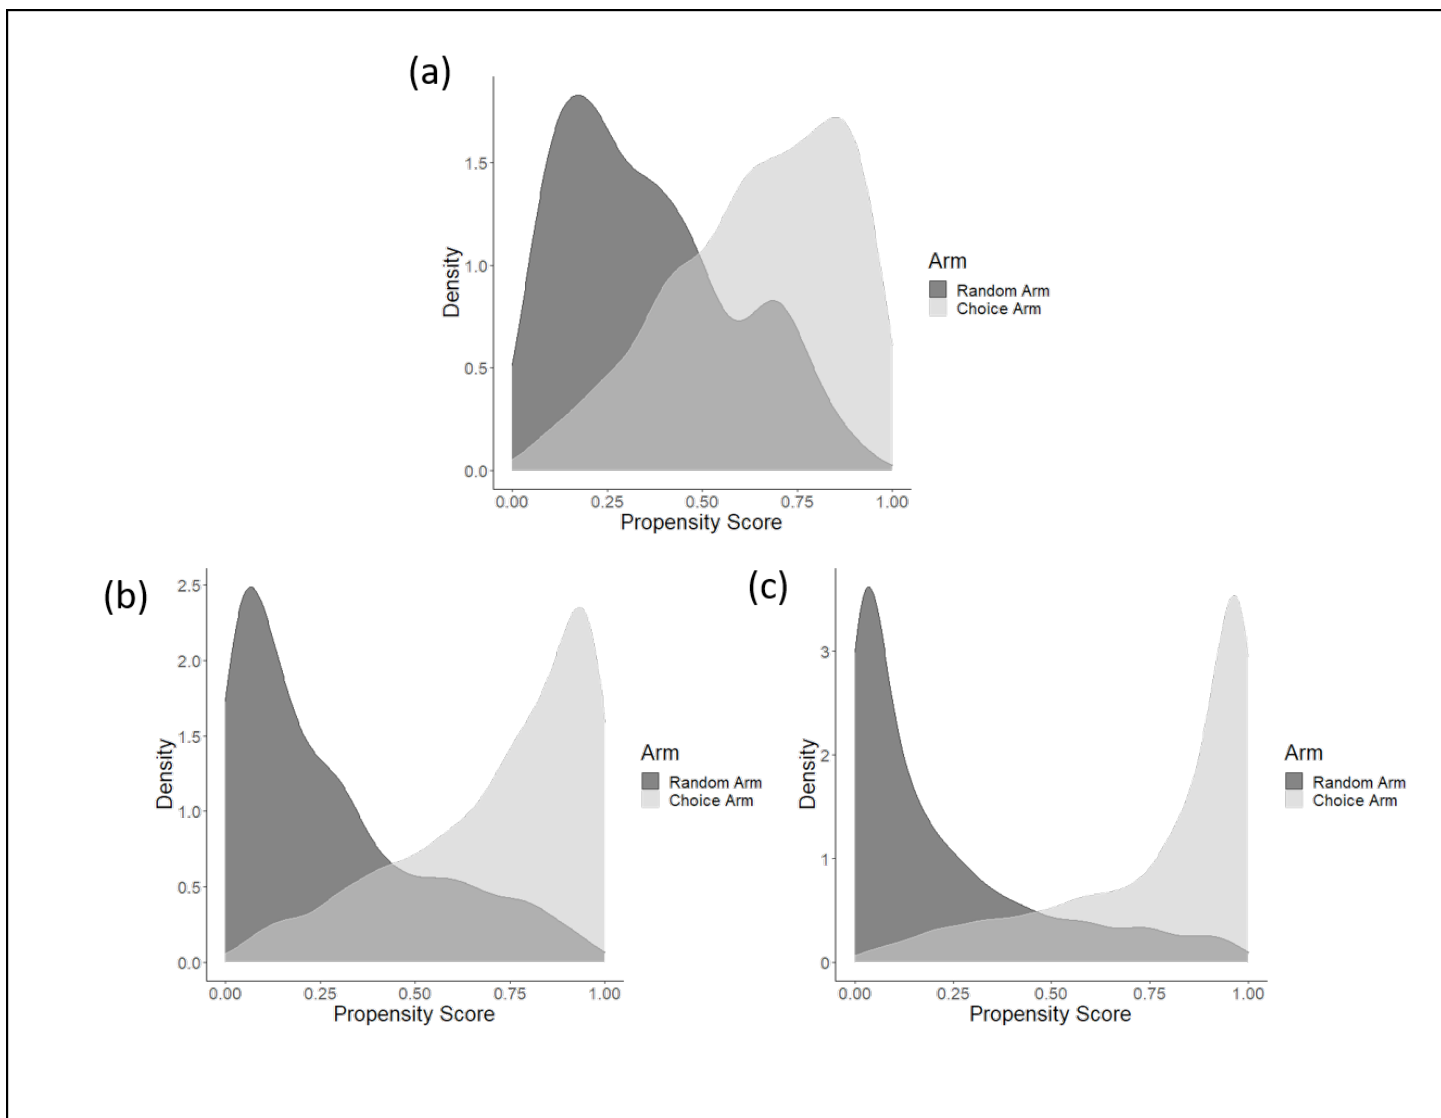 (a)
Density
1.5
1.0
0.5
0.0
0.00 0.25 0.50 0.75 1.00
Propensity Score
Arm
Random Arm
Choice Arm
(b)
Density
2.5
2.0
1.5
1.0
0.5
0.0
0.00 0.25 0.50 0.75 1.00
Propensity Score
Arm
Random Arm
Choice Arm
(c)
Density
3
2
1
0
0.00 0.25 0.50 0.75 1.00
Propensity Score
Arm
Random Arm
Choice Arm